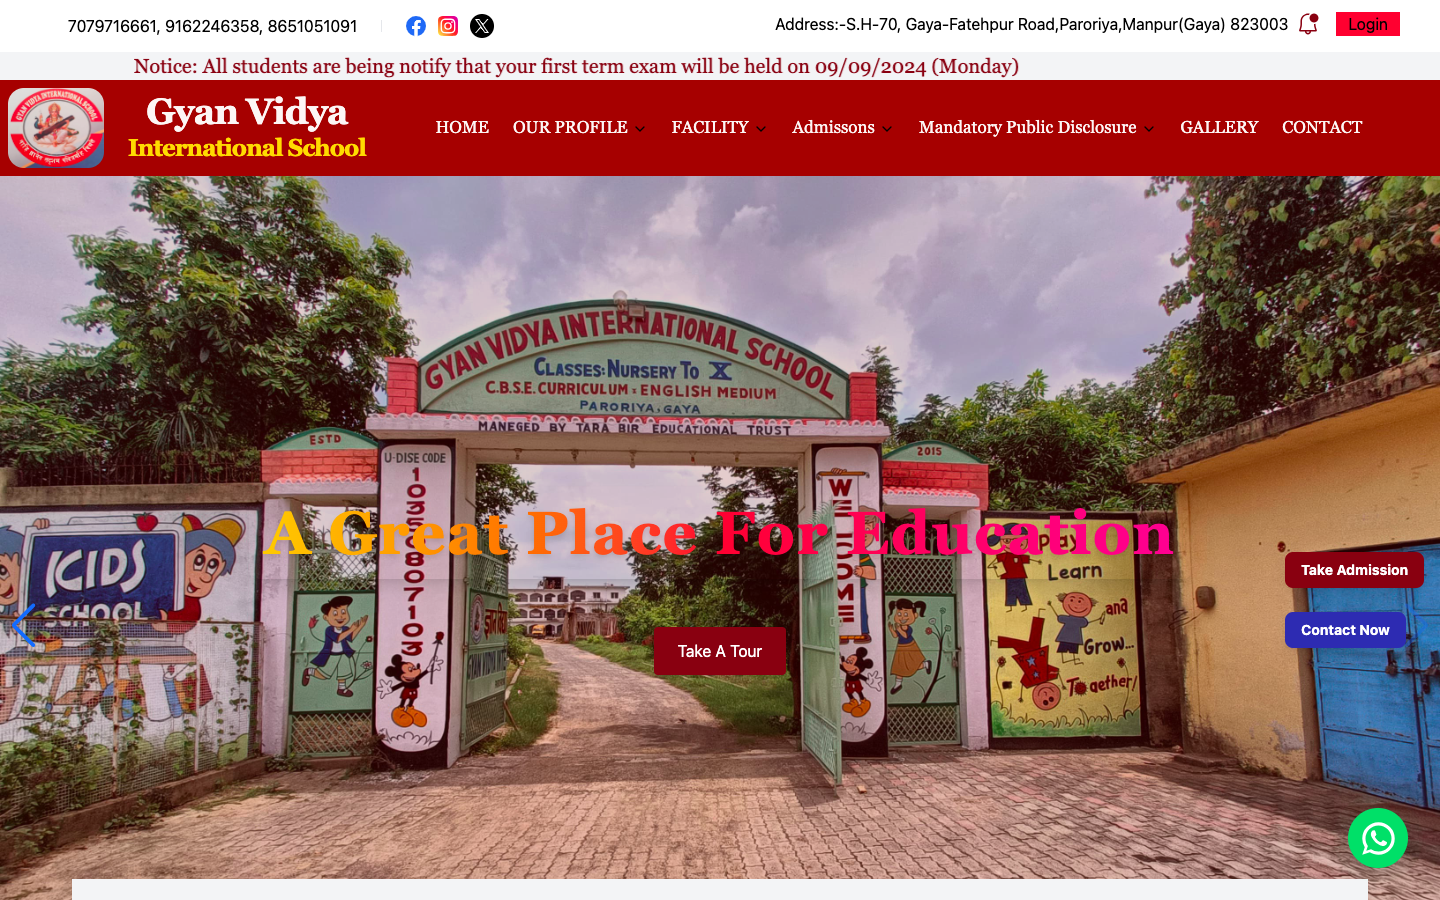 7079716661, 9162246358, 8651051091
Address:-S.H-70, Gaya-Fatehpur Road,Paroriya,Manpur(Gaya) 823003
Login
Notice: All students are being notify that your first term exam will be held on 09/09/2024 (Monday)
GYAN VIDYA INTERNATIONAL SCHOOL
Gyan Vidya
International School
HOME
OUR PROFILE
FACILITY
Admissons
Mandatory Public Disclosure
GALLERY
CONTACT
GYAN VIDYA INTERNATIONAL SCHOOL
CLASSES: NURSERY TO X
C.B.S.E. CURRICULUM : ENGLISH MEDIUM
PARORIYA, GAYA
MANEGED BY TARA BIR EDUCATIONAL TRUST
ESTD
2015
U-DISE CODE
WELCOME
KIDS
SCHOOL
A Great Place For Education
Play
Learn
and
Grow...
Together!
Take A Tour
Take Admission
Contact Now